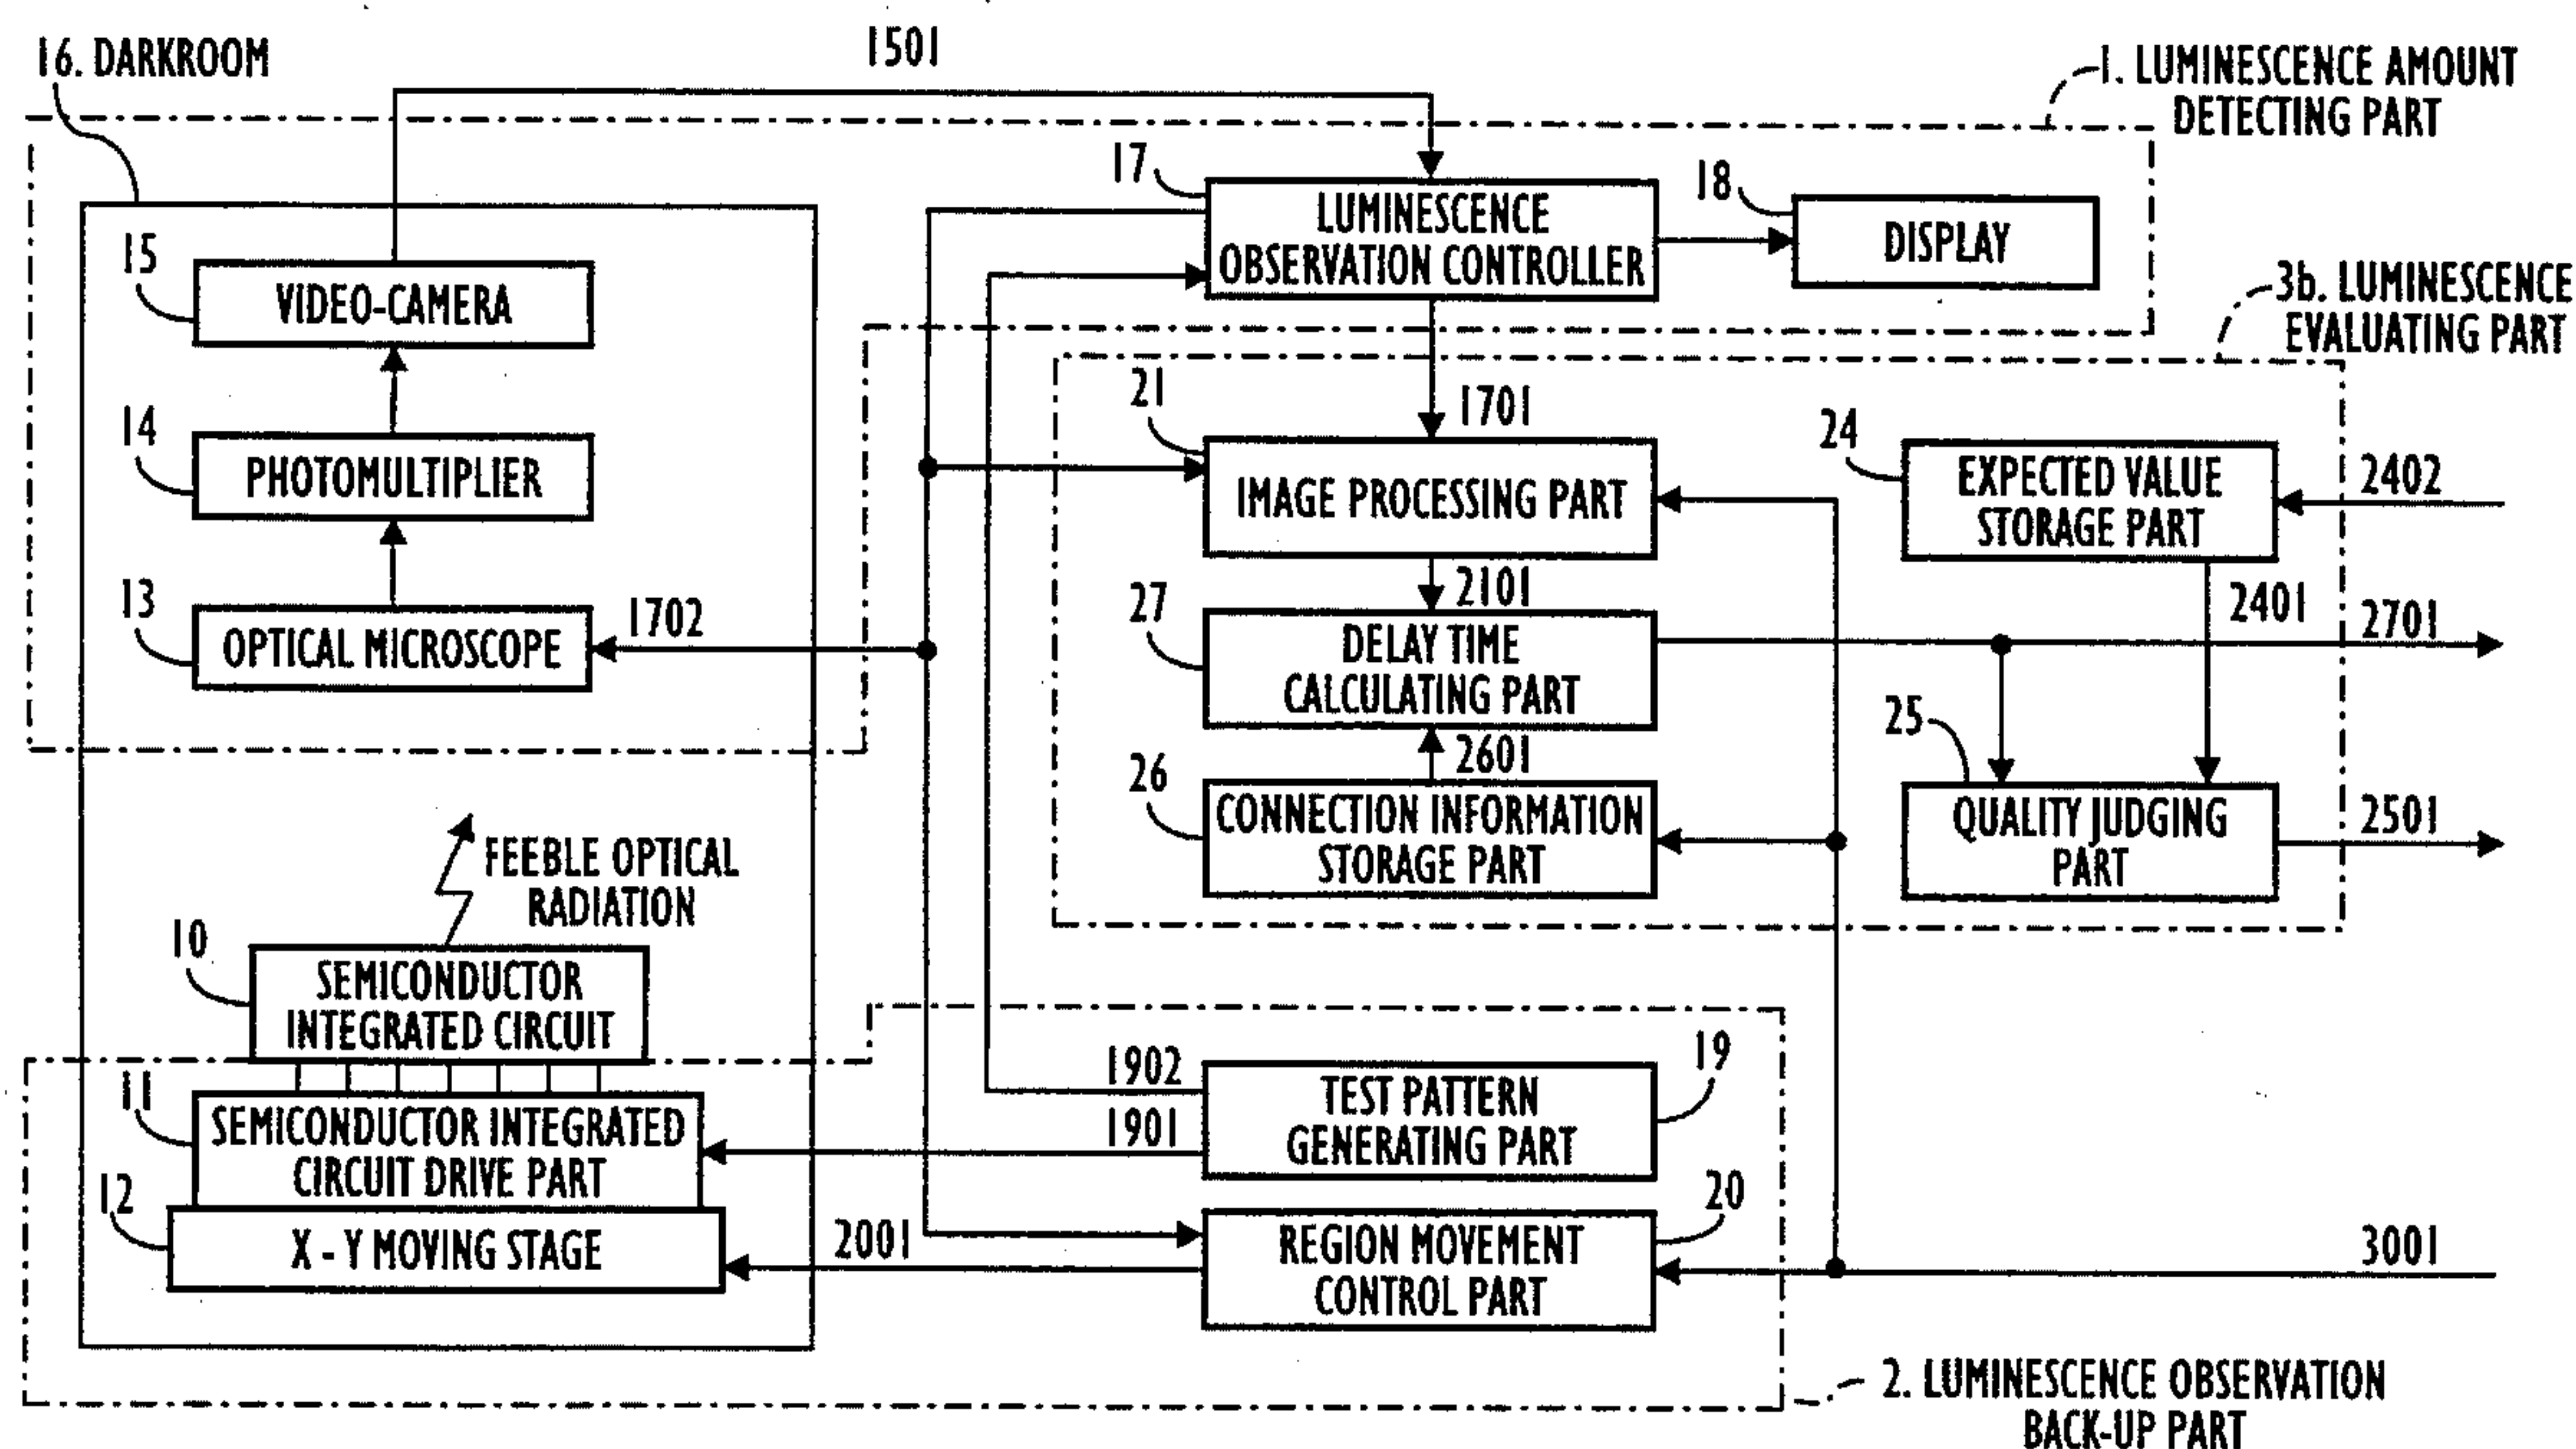 16. DARKROOM
1501
1. LUMINESCENCE AMOUNT
DETECTING PART
17
LUMINESCENCE
OBSERVATION CONTROLLER
18
DISPLAY
15
VIDEO-CAMERA
3b. LUMINESCENCE
EVALUATING PART
14
PHOTOMULTIPLIER
21
1701
IMAGE PROCESSING PART
24
EXPECTED VALUE
STORAGE PART
2402
13
OPTICAL MICROSCOPE
1702
2101
27
DELAY TIME
CALCULATING PART
2401
2701
25
QUALITY JUDGING
PART
2501
2601
26
CONNECTION INFORMATION
STORAGE PART
FEEBLE OPTICAL
RADIATION
10
SEMICONDUCTOR
INTEGRATED CIRCUIT
11
SEMICONDUCTOR INTEGRATED
CIRCUIT DRIVE PART
1902
1901
19
TEST PATTERN
GENERATING PART
12
X - Y MOVING STAGE
2001
20
REGION MOVEMENT
CONTROL PART
3001
2. LUMINESCENCE OBSERVATION
BACK-UP PART